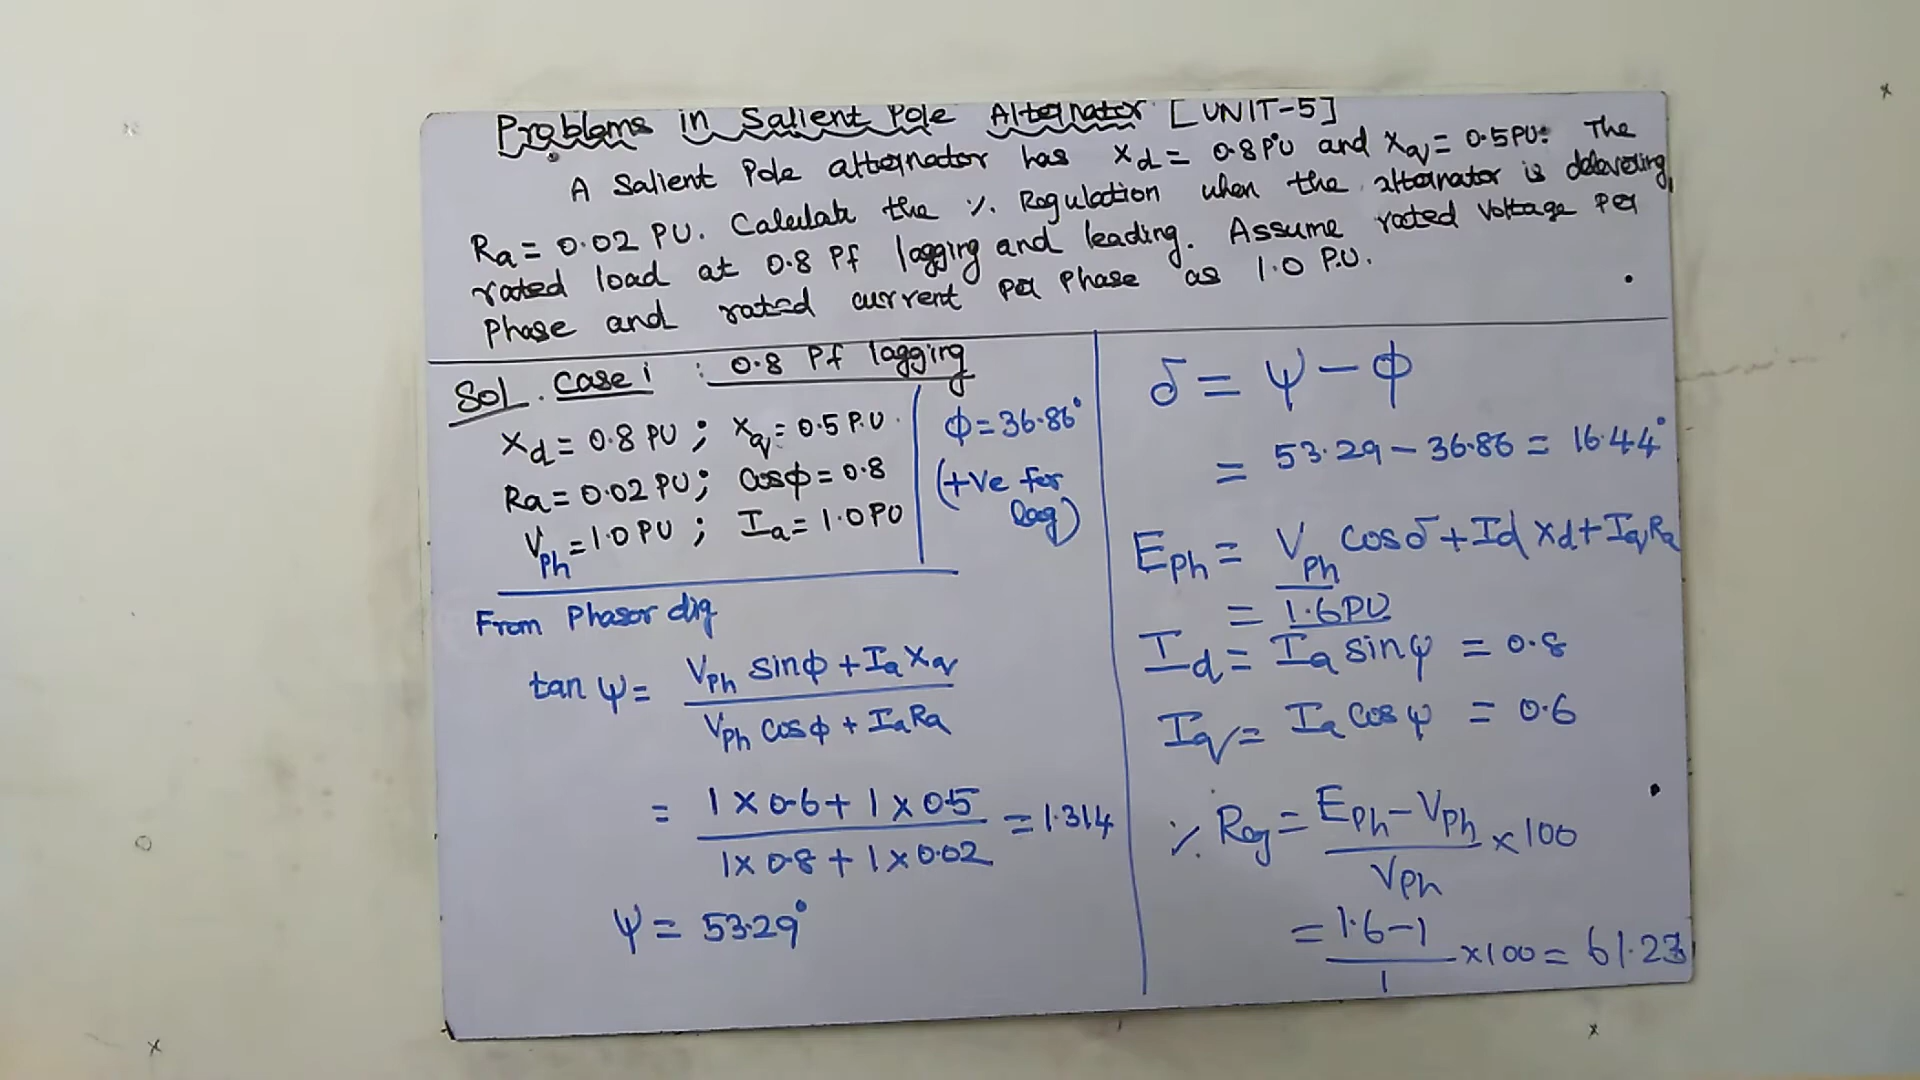 Problems in Salient Pole Alternator [UNIT-5]
A Salient Pole alternator has Xd = 0.8 PU and Xq = 0.5 PU. The
Ra = 0.02 PU. Calculate the % Regulation when the alternator is delavering
rated load at 0.8 Pf lagging and leading. Assume rated Voltage Per
Phase and rated current per Phase as 1.0 P.U.
Sol. Case i : 0.8 Pf lagging
Xd = 0.8 PU ; Xq = 0.5 P.U
Ra = 0.02 PU ; Cosϕ = 0.8
Vph = 1.0 PU ; Ia = 1.0 PU
ϕ = 36.86°
(+ve for
lag)
From Phasor dig
tan ψ = Vph sinϕ + Ia Xq / Vph Cosϕ + Ia Ra
= 1 × 0.6 + 1 × 0.5 / 1 × 0.8 + 1 × 0.02 = 1.314
ψ = 53.29°
δ = ψ - ϕ
= 53.29 - 36.86 = 16.44°
Eph = Vph Cosδ + Id Xd + Iq Ra
= 1.6 PU
Id = Ia sinψ = 0.8
Iq = Ia Cosψ = 0.6
% Reg = Eph - Vph / Vph × 100
= 1.6 - 1 / 1 × 100 = 61.23